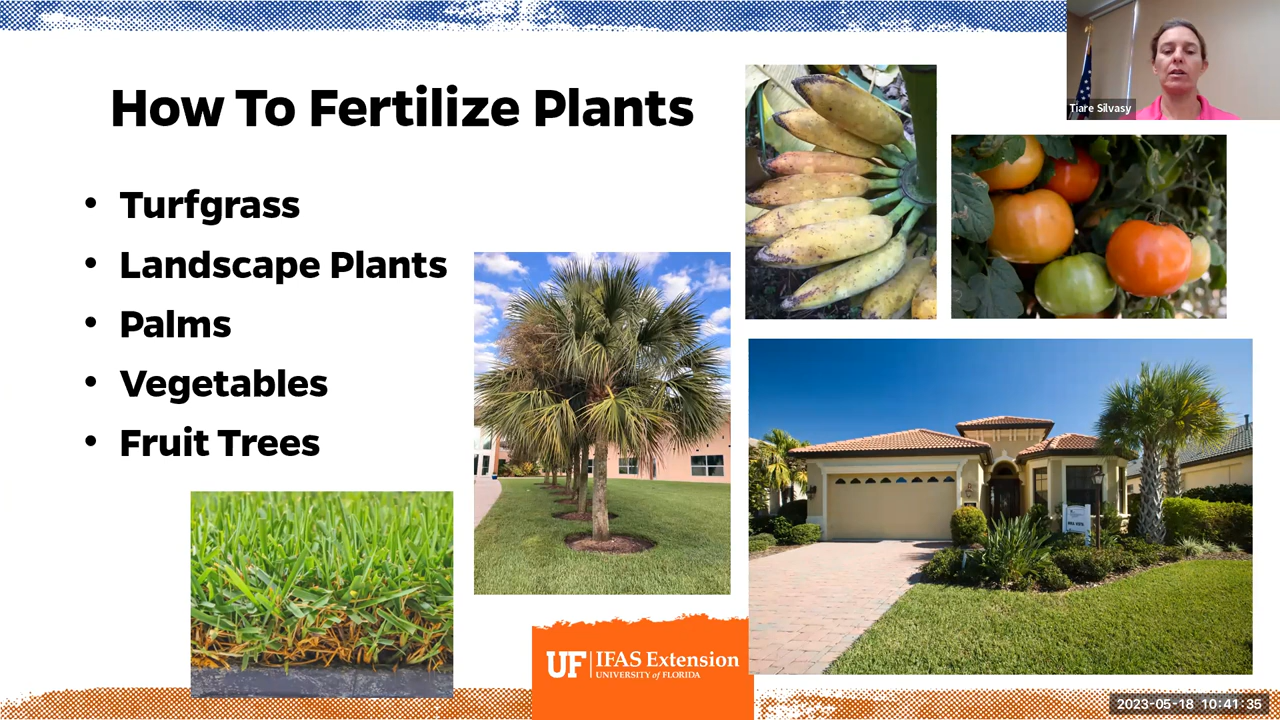 How To Fertilize Plants
Tiare Silvasy
• Turfgrass
• Landscape Plants
• Palms
• Vegetables
• Fruit Trees
UF IFAS Extension
UNIVERSITY of FLORIDA
2023-05-18 10:41:35